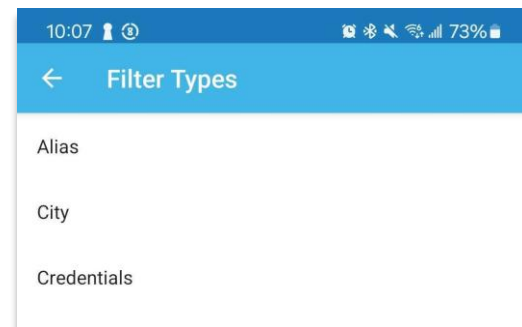 10:07 73%
Filter Types
Alias
City
Credentials